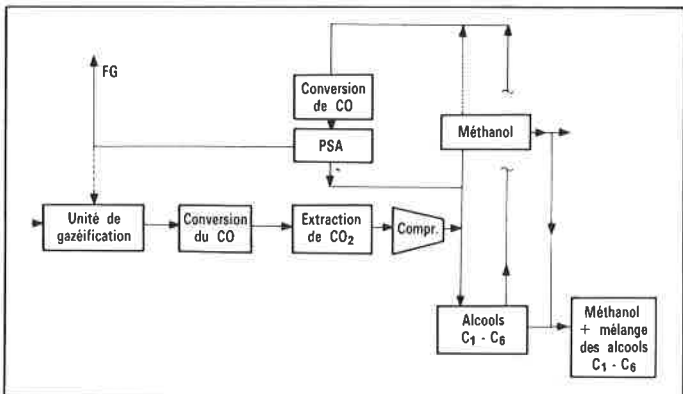 FG
Conversion
de CO
PSA
Méthanol
Unité de
gazéification
Conversion
du CO
Extraction
de CO₂
Compr.
Alcools
C₁ - C₆
Méthanol
+ mélange
des alcools
C₁ - C₆